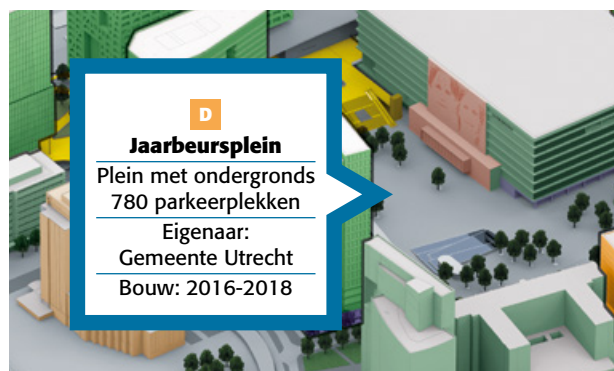 D
Jaarbeursplein
Plein met ondergronds
780 parkeerplekken
Eigenaar:
Gemeente Utrecht
Bouw: 2016-2018